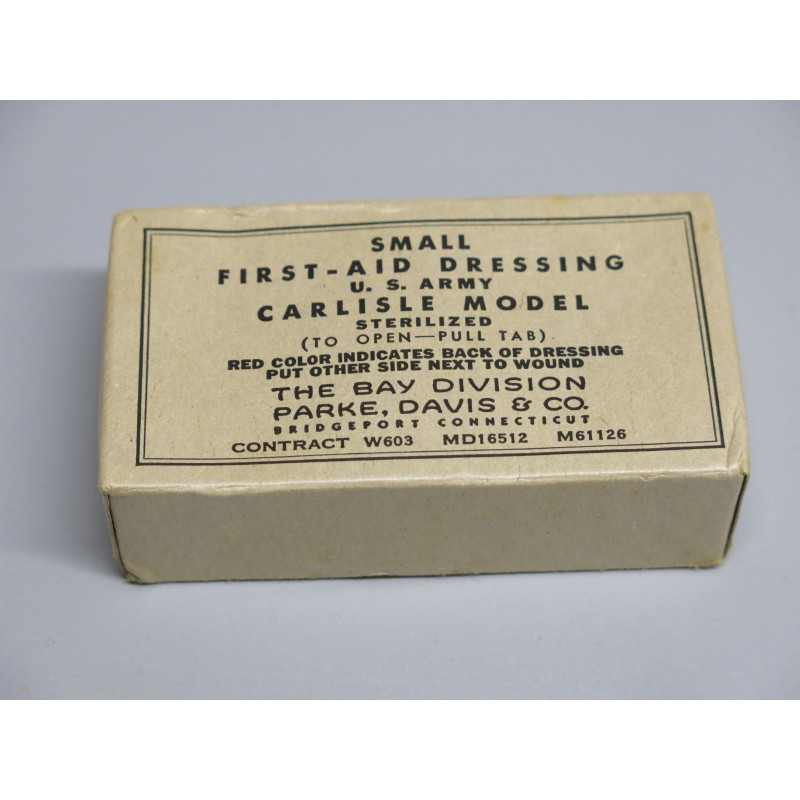 SMALL
FIRST-AID DRESSING
U. S. ARMY
CARLISLE MODEL
STERILIZED
(TO OPEN—PULL TAB).
RED COLOR INDICATES BACK OF DRESSING
PUT OTHER SIDE NEXT TO WOUND
THE BAY DIVISION
PARKE, DAVIS & CO.
BRIDGEPORT CONNECTICUT
CONTRACT W603 MD16512 M61126